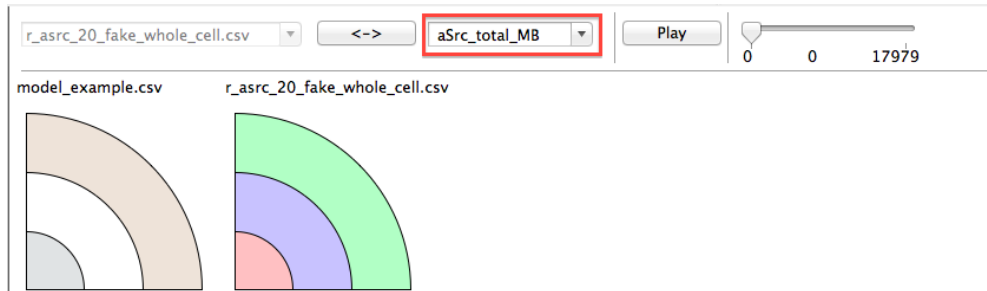 r_asrc_20_fake_whole_cell.csv <-> aSrc_total_MB Play
0 0 17979
model_example.csv r_asrc_20_fake_whole_cell.csv